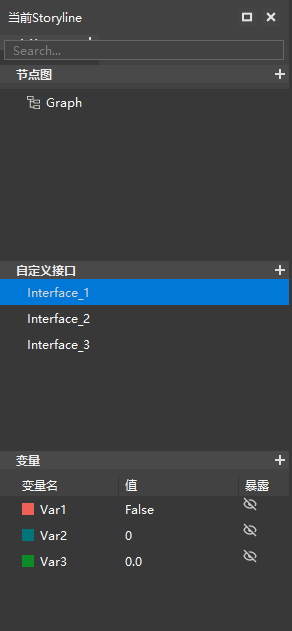 当前Storyline
Search...
节点图
Graph
自定义接口
Interface_1
Interface_2
Interface_3
变量
变量名 值 暴露
Var1 False
Var2 0
Var3 0.0